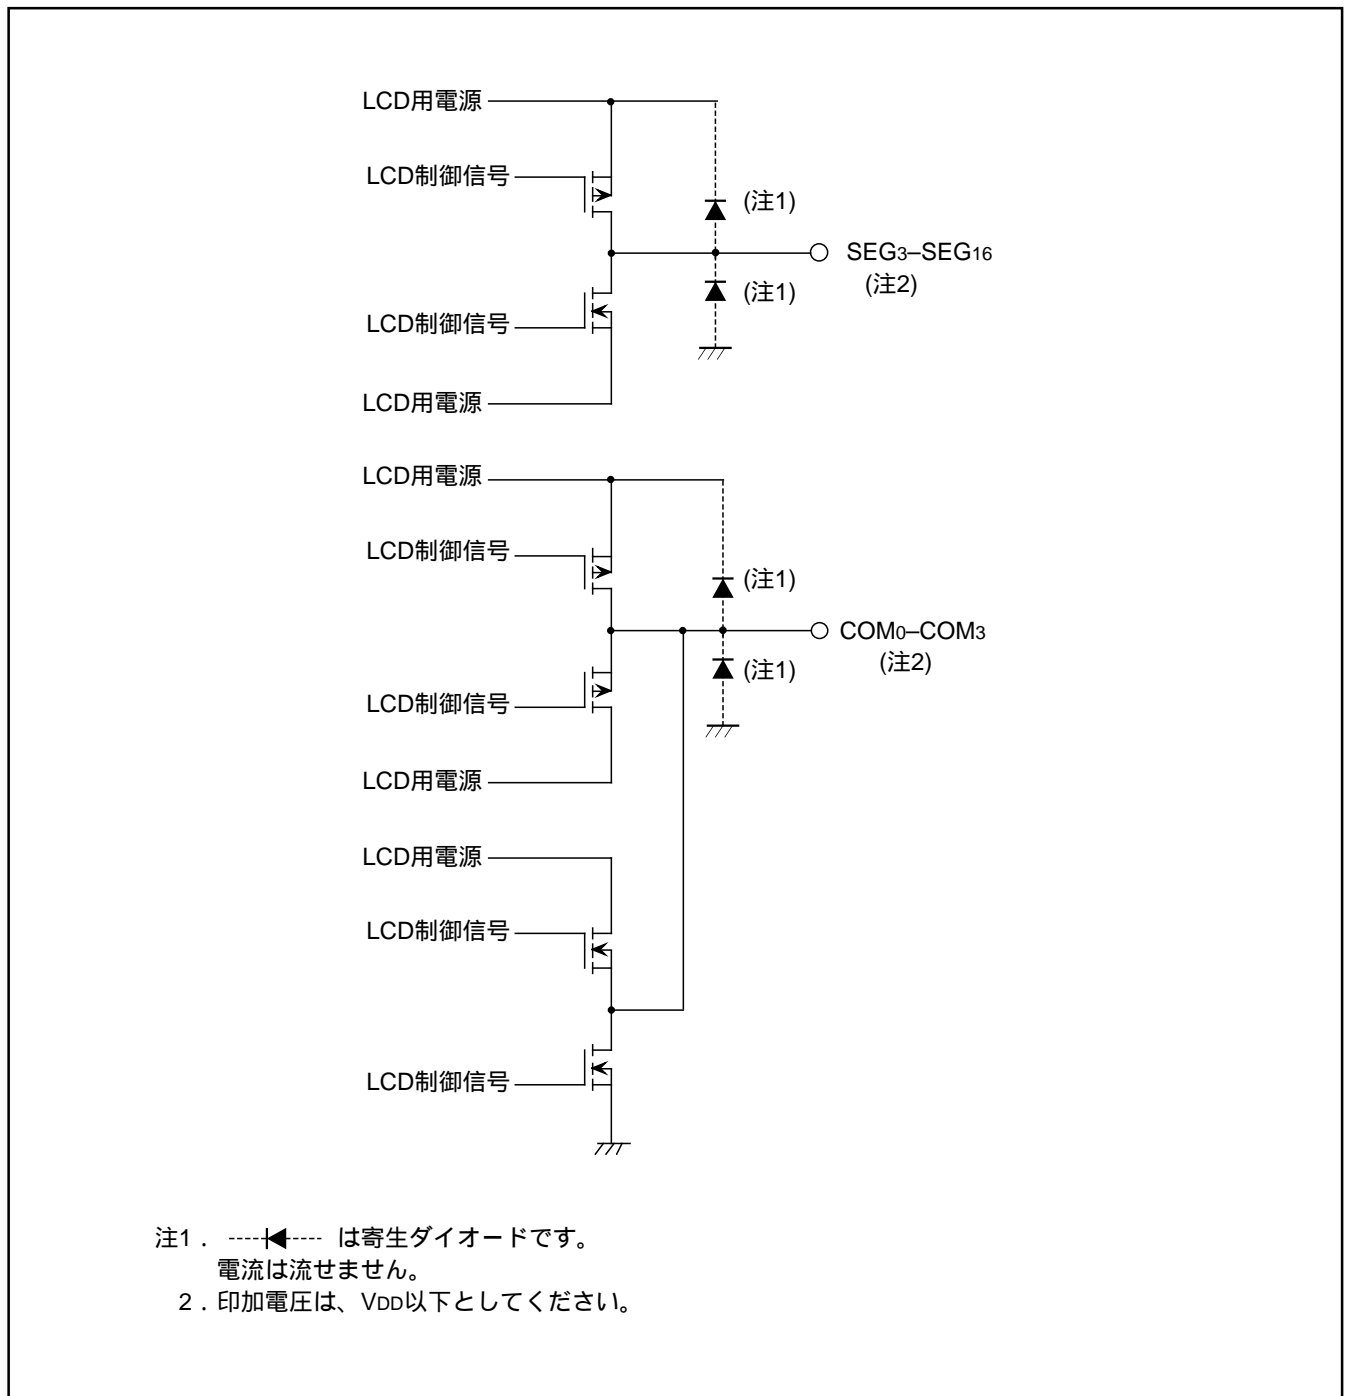 LCD用電源
LCD制御信号
(注1)
SEG3–SEG16
(注2)
(注1)
LCD制御信号
LCD用電源
LCD用電源
LCD制御信号
(注1)
COM0–COM3
(注2)
(注1)
LCD制御信号
LCD用電源
LCD用電源
LCD制御信号
LCD制御信号
注1．は寄生ダイオードです。
電流は流せません。
2．印加電圧は、VDD以下としてください。